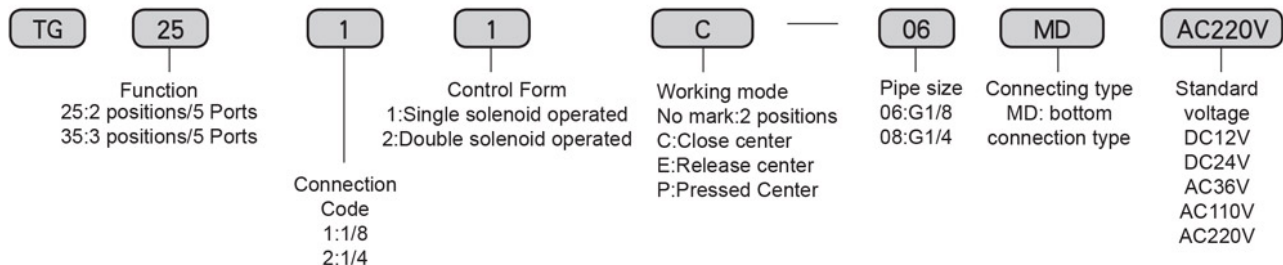 TG 25 1 1 C — 06 MD AC220V
Function
25:2 positions/5 Ports
35:3 positions/5 Ports
Connection
Code
1:1/8
2:1/4
Control Form
1:Single solenoid operated
2:Double solenoid operated
Working mode
No mark:2 positions
C:Close center
E:Release center
P:Pressed Center
Pipe size
06:G1/8
08:G1/4
Connecting type
MD: bottom
connection type
Standard
voltage
DC12V
DC24V
AC36V
AC110V
AC220V